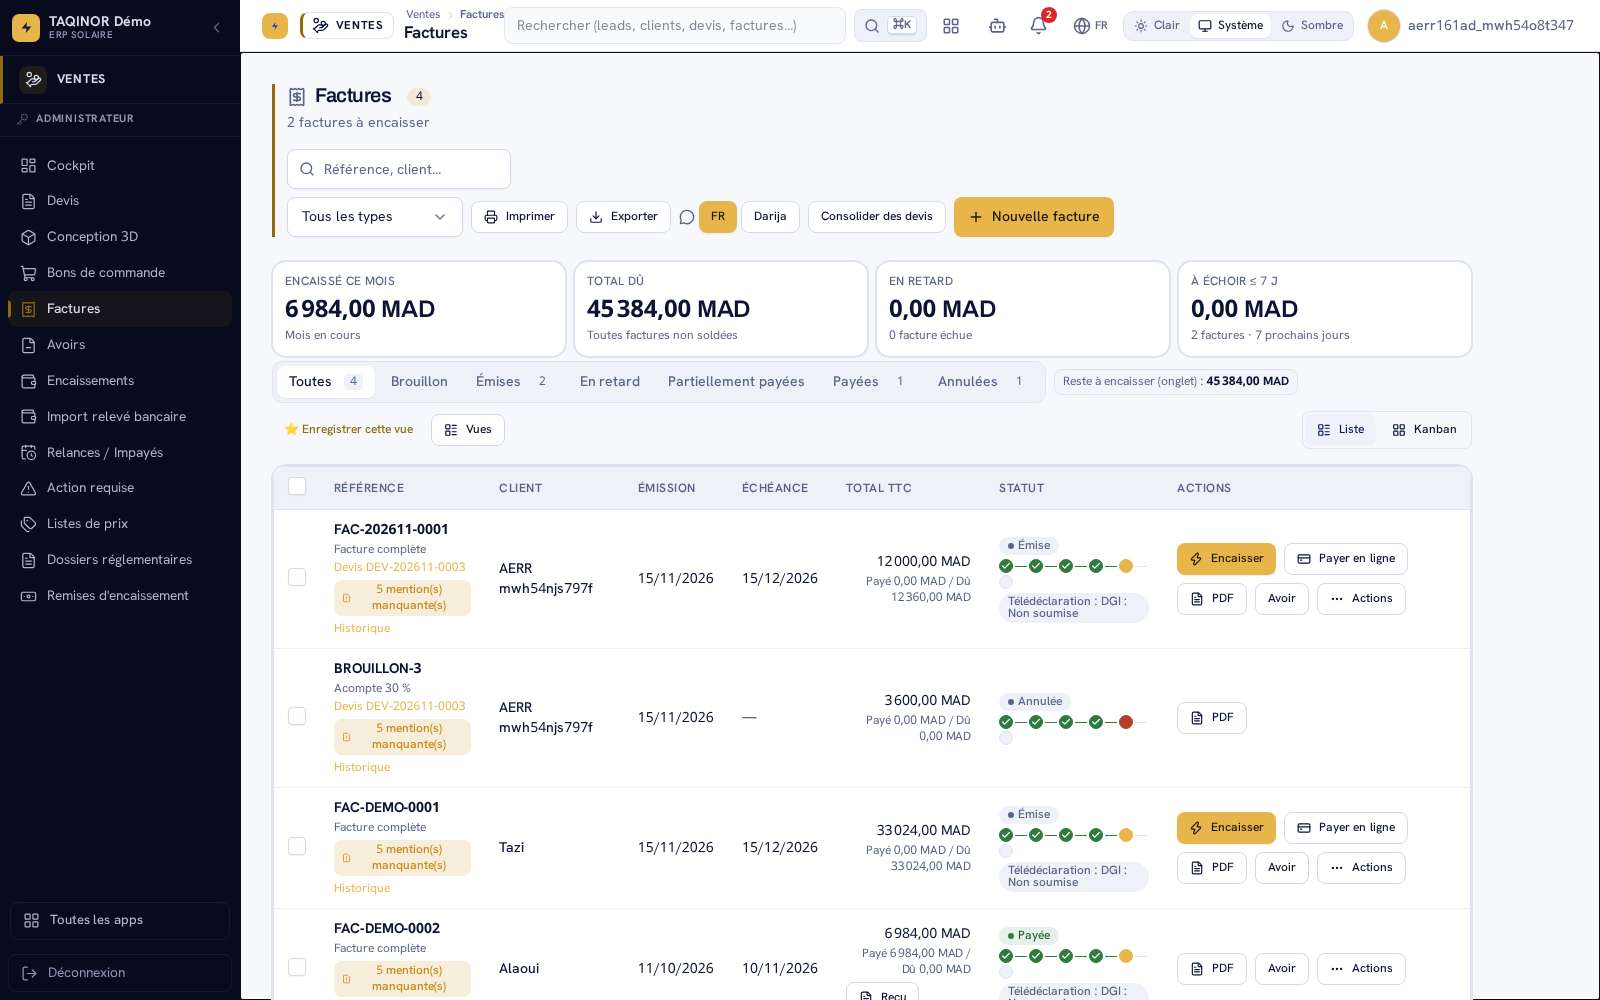 TAQINOR Démo
ERP SOLAIRE
VENTES
ADMINISTRATEUR
Cockpit
Devis
Conception 3D
Bons de commande
Factures
Avoirs
Encaissements
Import relevé bancaire
Relances / Impayés
Action requise
Listes de prix
Dossiers réglementaires
Remises d'encaissement
Toutes les apps
Déconnexion
VENTES
Ventes > Factures
Factures
Rechercher (leads, clients, devis, factures...)
⌘K
2
FR
Clair
Système
Sombre
A
aerr161ad_mwh54o8t347
Factures 4
2 factures à encaisser
Référence, client...
Tous les types
Imprimer
Exporter
FR
Darija
Consolider des devis
+ Nouvelle facture
ENCAISSÉ CE MOIS
6 984,00 MAD
Mois en cours
TOTAL DÛ
45 384,00 MAD
Toutes factures non soldées
EN RETARD
0,00 MAD
0 facture échue
À ÉCHOIR ≤ 7 J
0,00 MAD
2 factures · 7 prochains jours
Toutes 4 Brouillon Émises 2 En retard Partiellement payées Payées 1 Annulées 1
Reste à encaisser (onglet) : 45 384,00 MAD
⭐ Enregistrer cette vue
Vues
Liste
Kanban
RÉFÉRENCE CLIENT ÉMISSION ÉCHÉANCE TOTAL TTC STATUT ACTIONS
FAC-202611-0001
Facture complète
Devis DEV-202611-0003
5 mention(s)
manquante(s)
Historique
AERR
mwh54njs797f
15/11/2026
15/12/2026
12 000,00 MAD
Payé 0,00 MAD / Dû
12 360,00 MAD
Émise
Télédéclaration : DGI :
Non soumise
Encaisser
Payer en ligne
PDF
Avoir
Actions
BROUILLON-3
Acompte 30 %
Devis DEV-202611-0003
5 mention(s)
manquante(s)
Historique
AERR
mwh54njs797f
15/11/2026
—
3 600,00 MAD
Payé 0,00 MAD / Dû
0,00 MAD
Annulée
PDF
FAC-DEMO-0001
Facture complète
5 mention(s)
manquante(s)
Historique
Tazi
15/11/2026
15/12/2026
33 024,00 MAD
Payé 0,00 MAD / Dû
33 024,00 MAD
Émise
Télédéclaration : DGI :
Non soumise
Encaisser
Payer en ligne
PDF
Avoir
Actions
FAC-DEMO-0002
Facture complète
5 mention(s)
manquante(s)
Alaoui
11/10/2026
10/11/2026
6 984,00 MAD
Payé 6 984,00 MAD /
Dû 0,00 MAD
Reçu
Payée
Télédéclaration : DGI :
PDF
Avoir
Actions